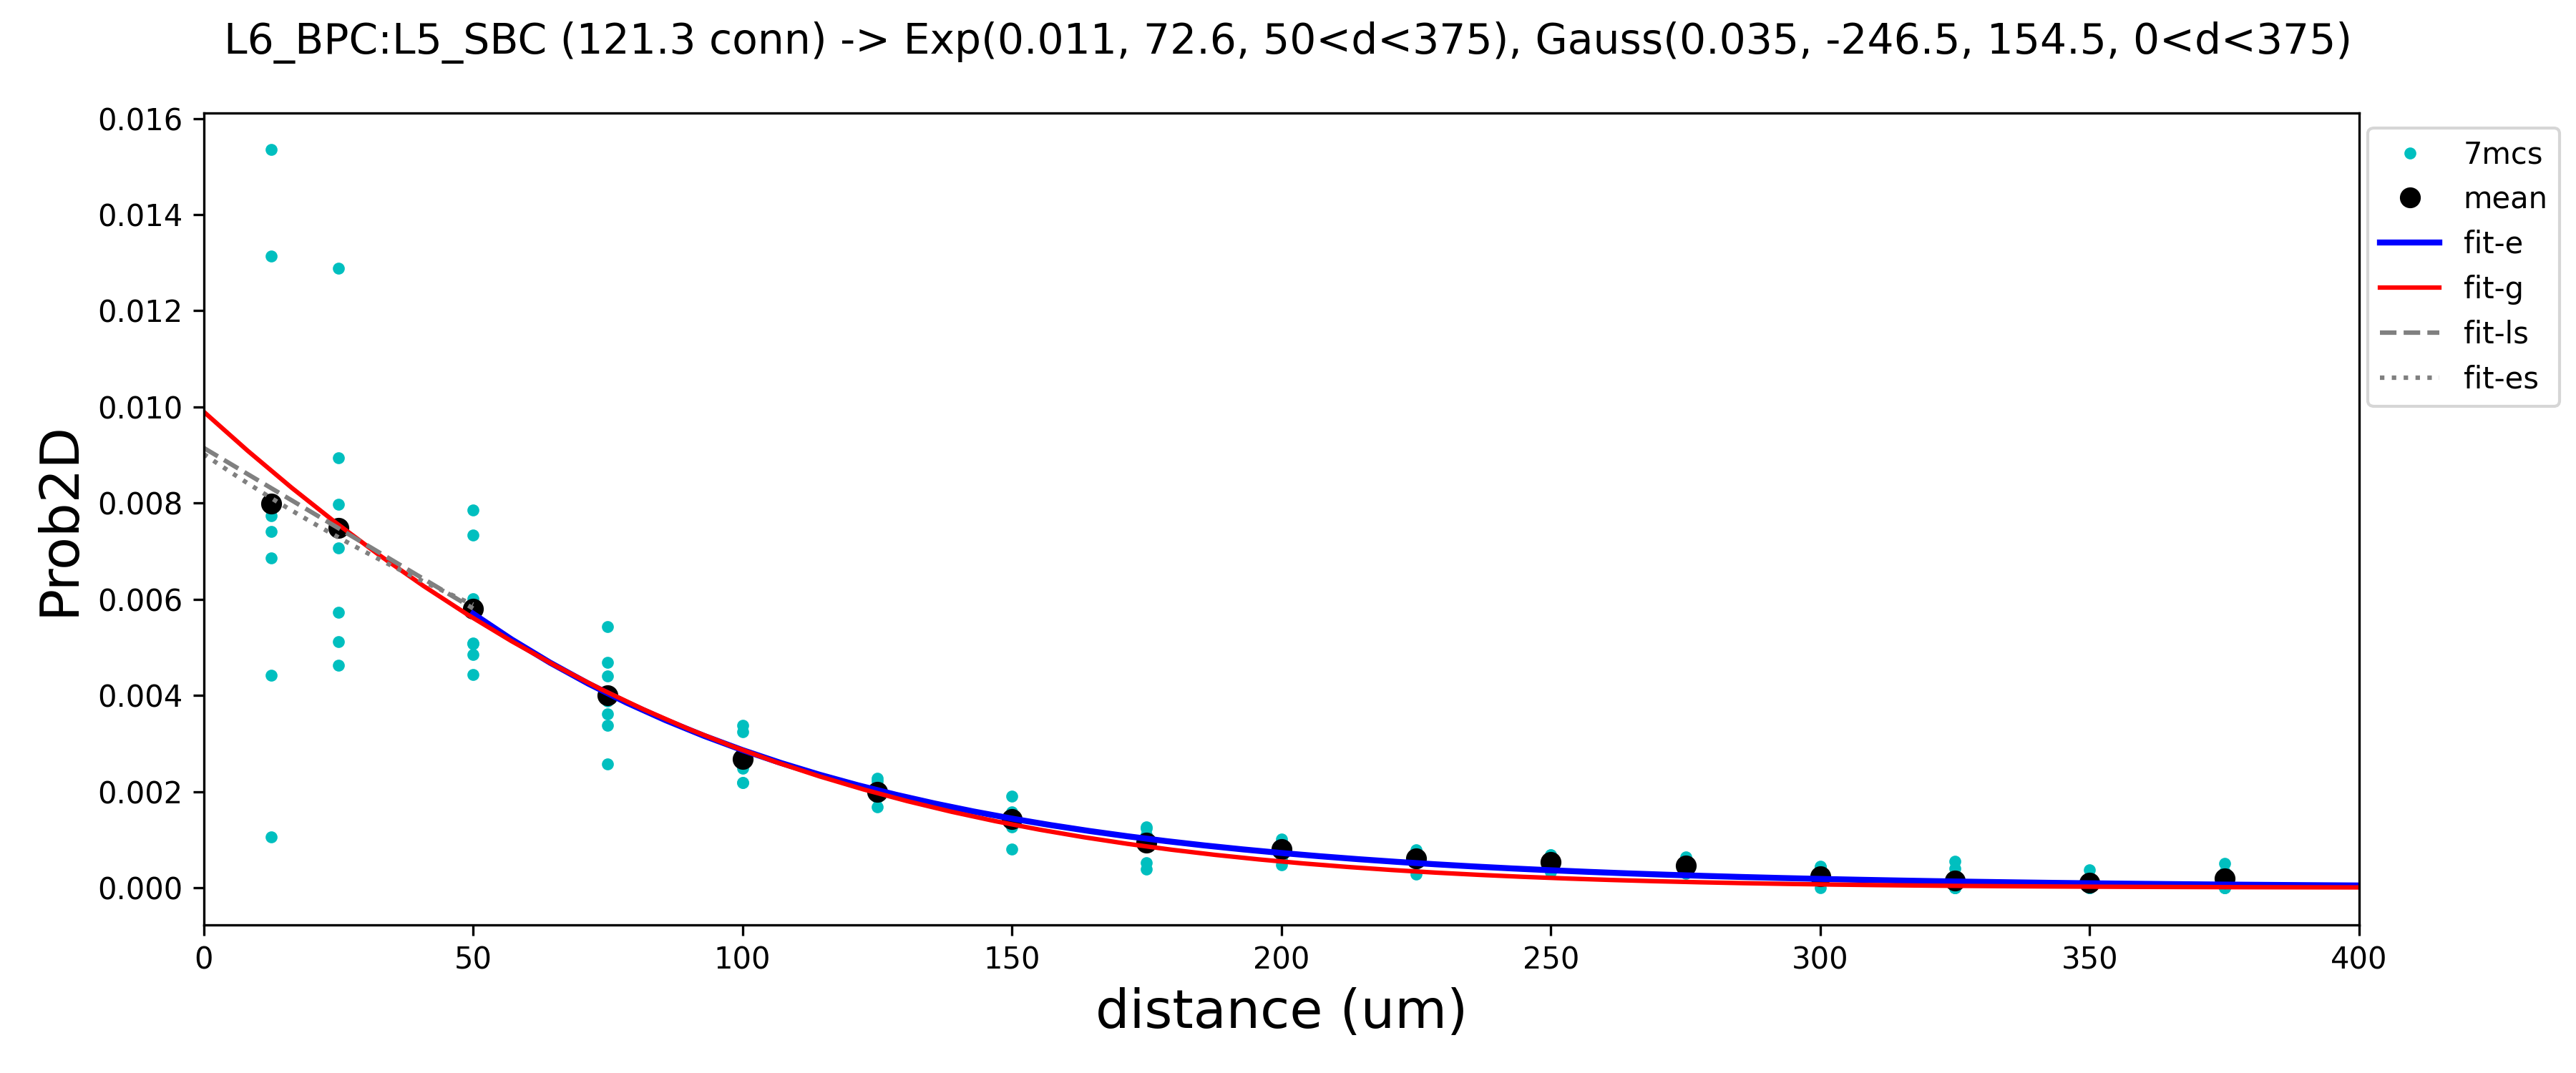 L6_BPC:L5_SBC (121.3 conn) -> Exp(0.011, 72.6, 50<d<375), Gauss(0.035, -246.5, 154.5, 0<d<375)
0.016
0.014
0.012
0.010
0.008
0.006
0.004
0.002
0.000
Prob2D
0 50 100 150 200 250 300 350 400
distance (um)
7mcs
mean
fit-e
fit-g
fit-ls
fit-es